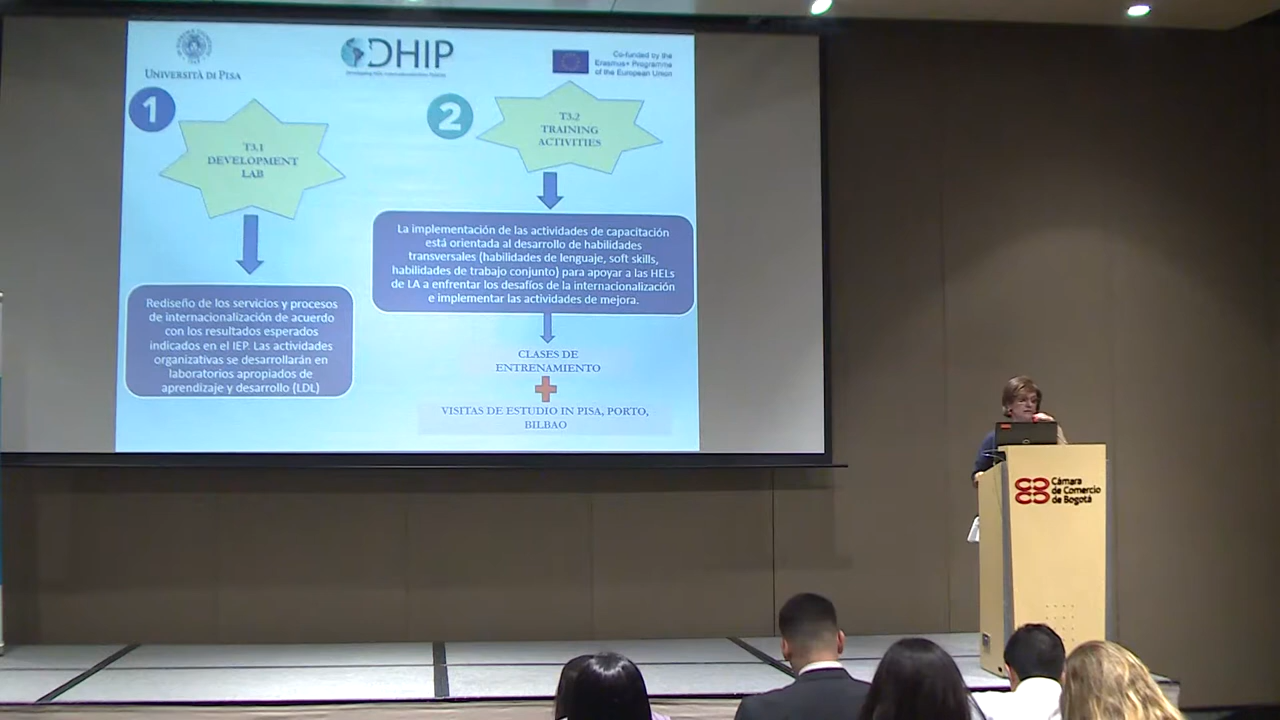 UNIVERSITÀ DI PISA
DHIP
Co-funded by the
Erasmus+ Programme
of the European Union
1
T3.1
DEVELOPMENT
LAB
Rediseño de los servicios y procesos
de internacionalización de acuerdo
con los resultados esperados
indicados en el IEP. Las actividades
organizativas se desarrollarán en
laboratorios apropiados de
aprendizaje y desarrollo (LDL)
2
T3.2
TRAINING
ACTIVITIES
La implementación de las actividades de capacitación
está orientada al desarrollo de habilidades
transversales (habilidades de lenguaje, soft skills,
habilidades de trabajo conjunto) para apoyar a las HELs
de LA a enfrentar los desafíos de la internacionalización
e implementar las actividades de mejora.
CLASES DE
ENTRENAMIENTO
VISITAS DE ESTUDIO IN PISA, PORTO,
BILBAO
Cámara
de Comercio
de Bogotá